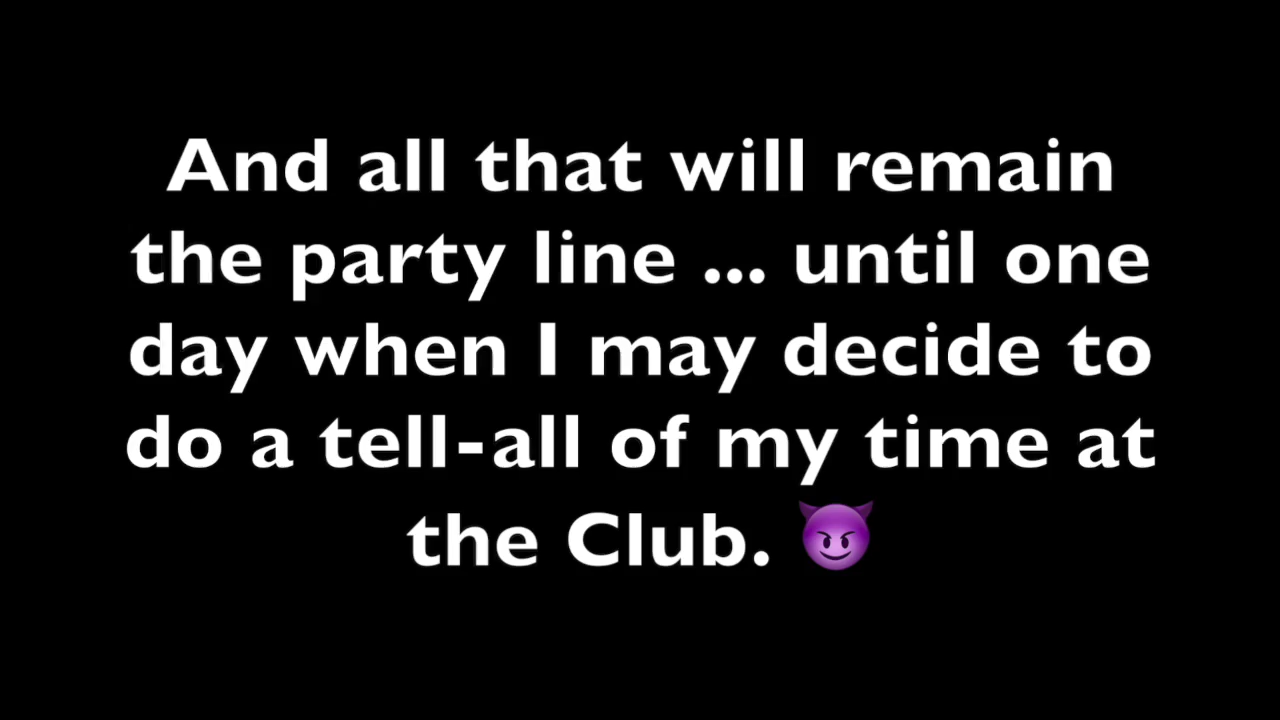 And all that will remain
the party line ... until one
day when I may decide to
do a tell-all of my time at
the Club. 😈